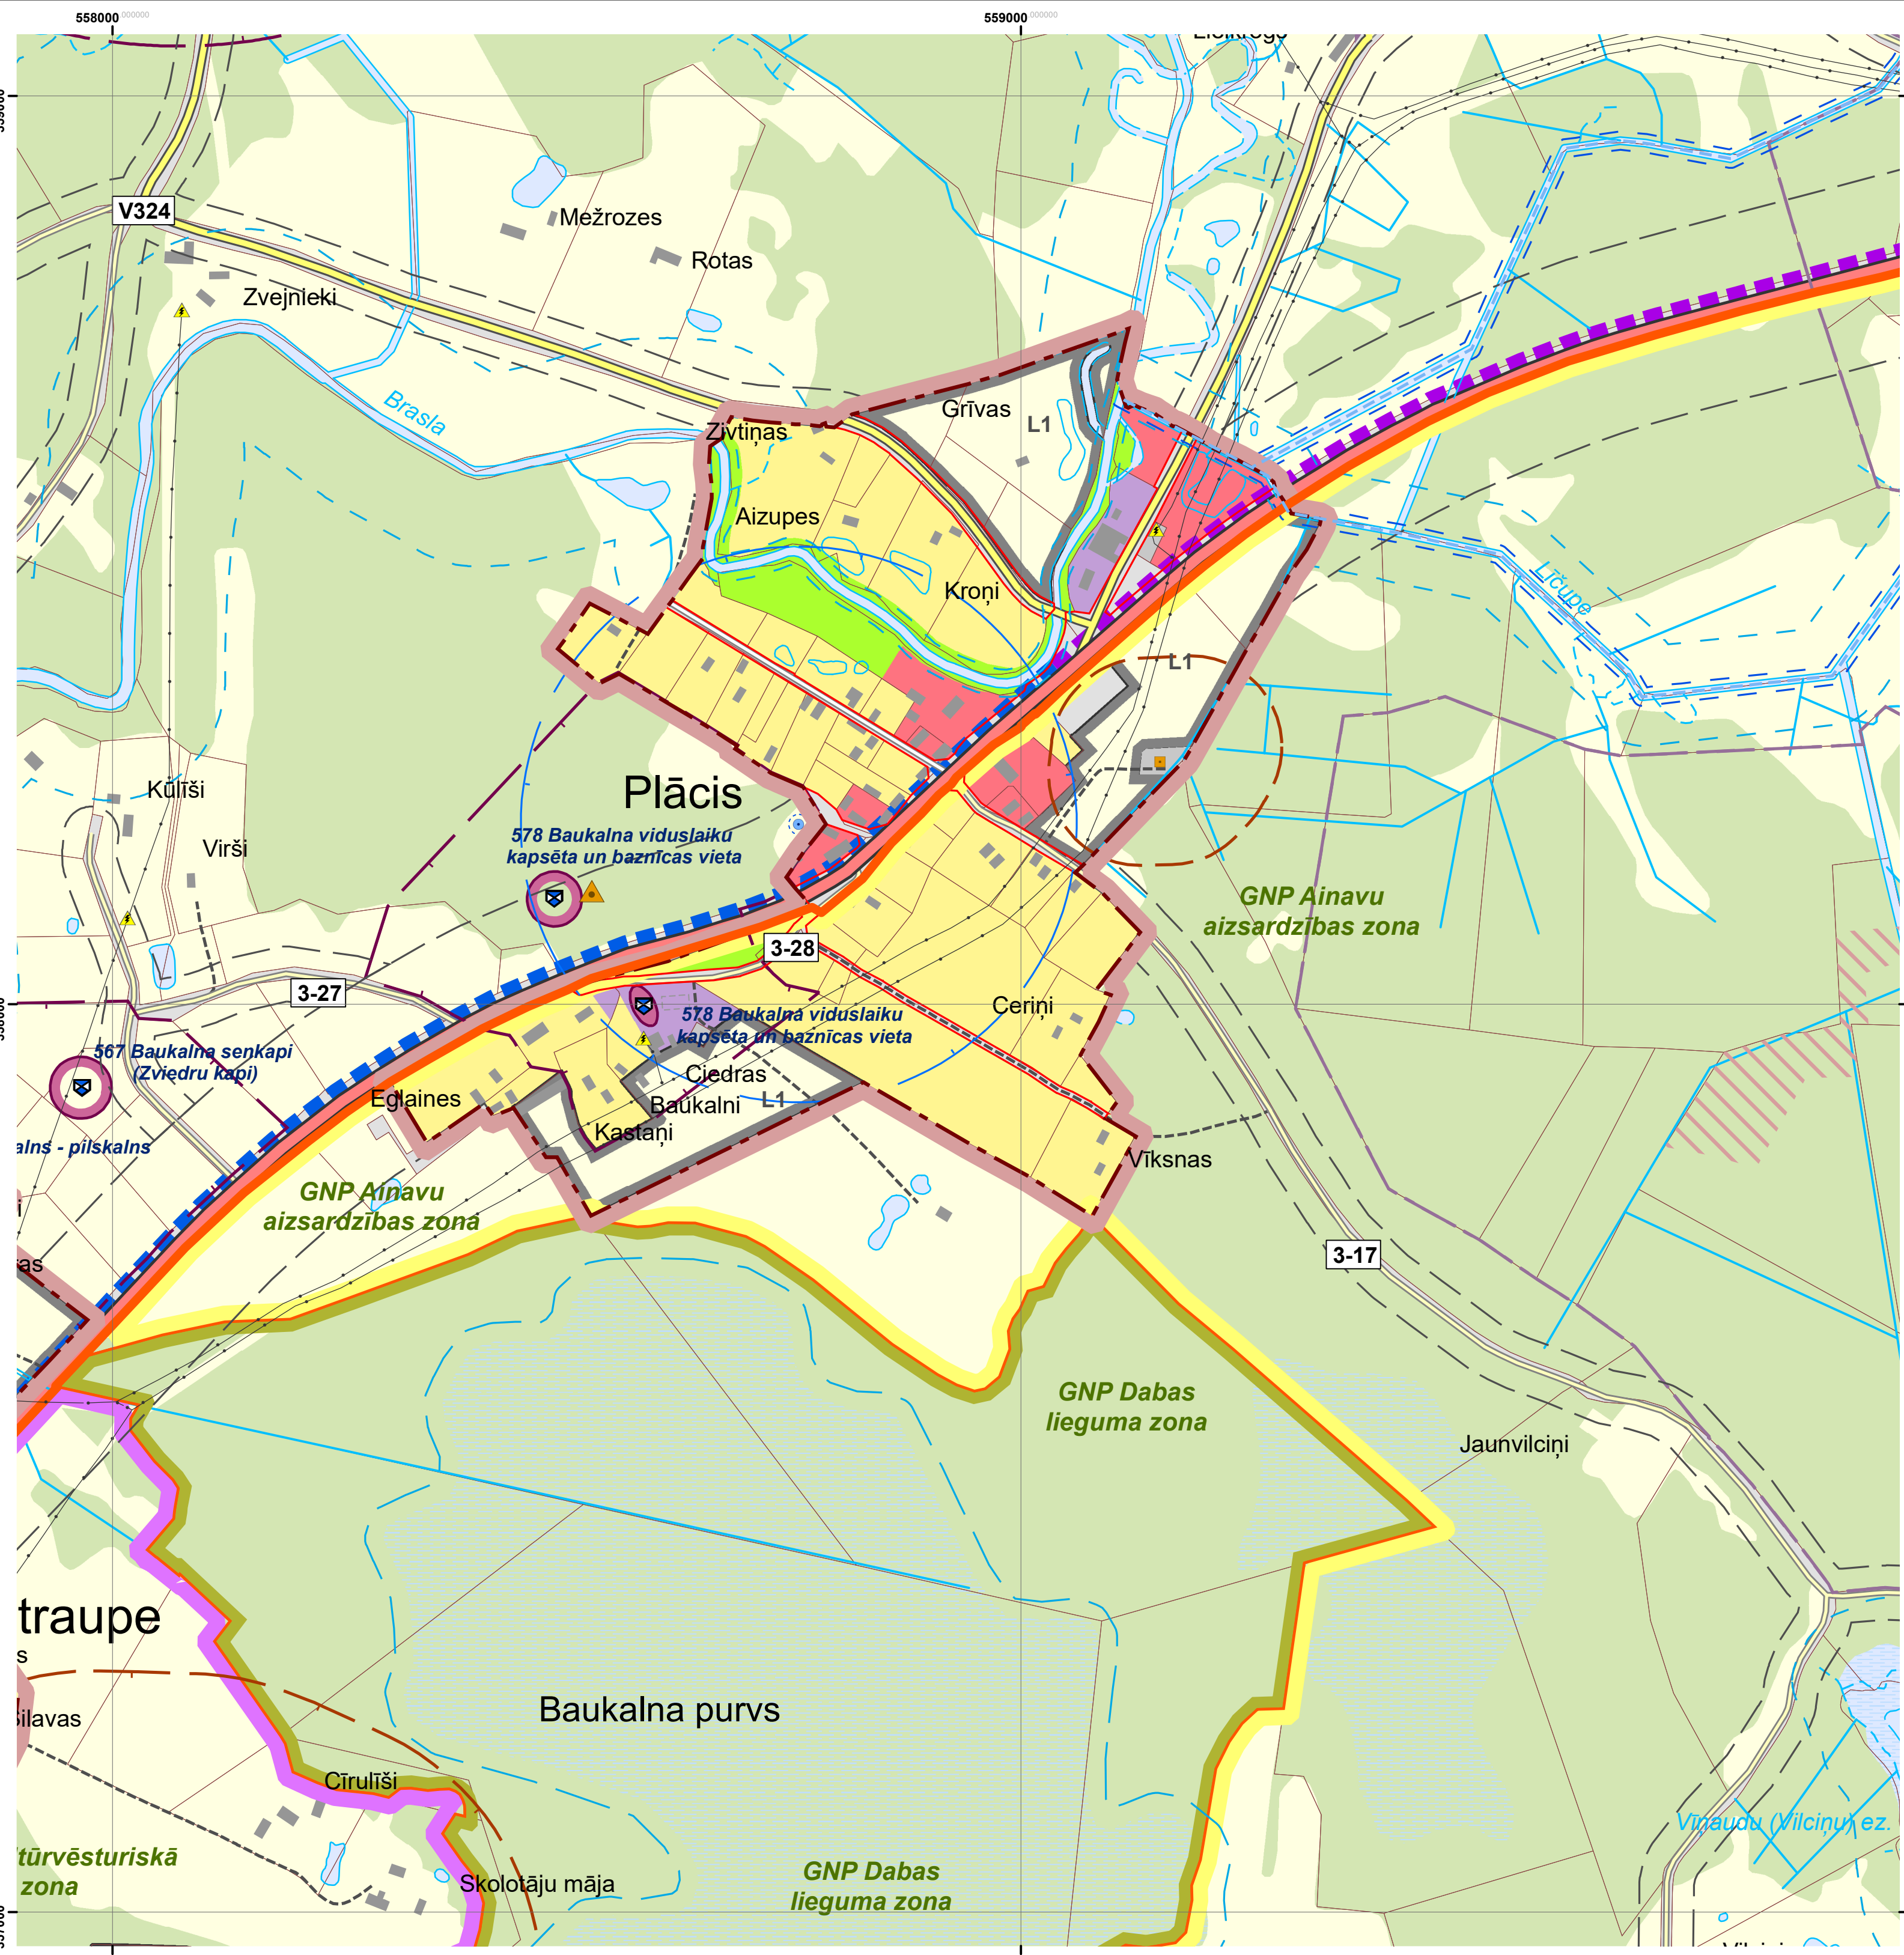 558000.000000
559000.000000
V324
Mežrozes
Rotas
Zvejnieki
Brasla
Zivtiņas
Grīvas
L1
Aizupes
Kroņi
Līčupe
L1
Kūlīši
Plācis
Virši
578 Baukalna viduslaiku
kapsēta un baznīcas vieta
GNP Ainavu
aizsardzības zona
3-28
3-27
Ceriņi
578 Baukalna viduslaiku
kapsēta un baznīcas vieta
567 Baukalna senkapi
(Zviedru kapi)
Ciedras
Eglaines
Baukalni
L1
Kastaņi
alns - pilskalns
Vīksnas
GNP Ainavu
aizsardzības zona
3-17
as
GNP Dabas
lieguma zona
Jaunvilciņi
traupe
s
Baukalna purvs
Silavas
Cīrulīši
Vīnaudu (Vilciņu) ez.
tūrvēsturiskā
zona
GNP Dabas
lieguma zona
Skolotāju māja